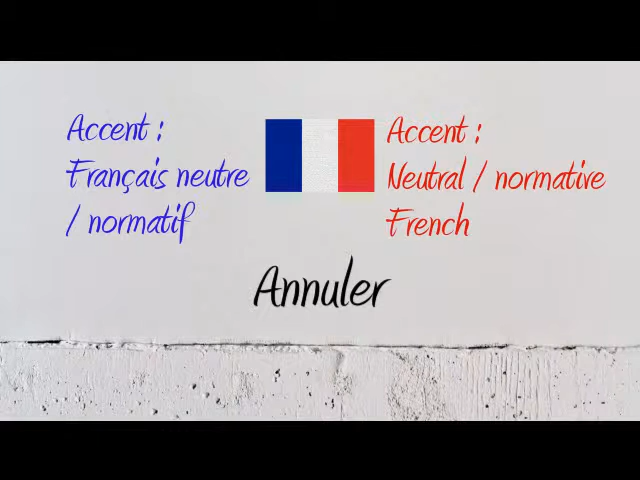 Accent :
Français neutre
/ normatif
Accent :
Neutral / normative
French
Annuler